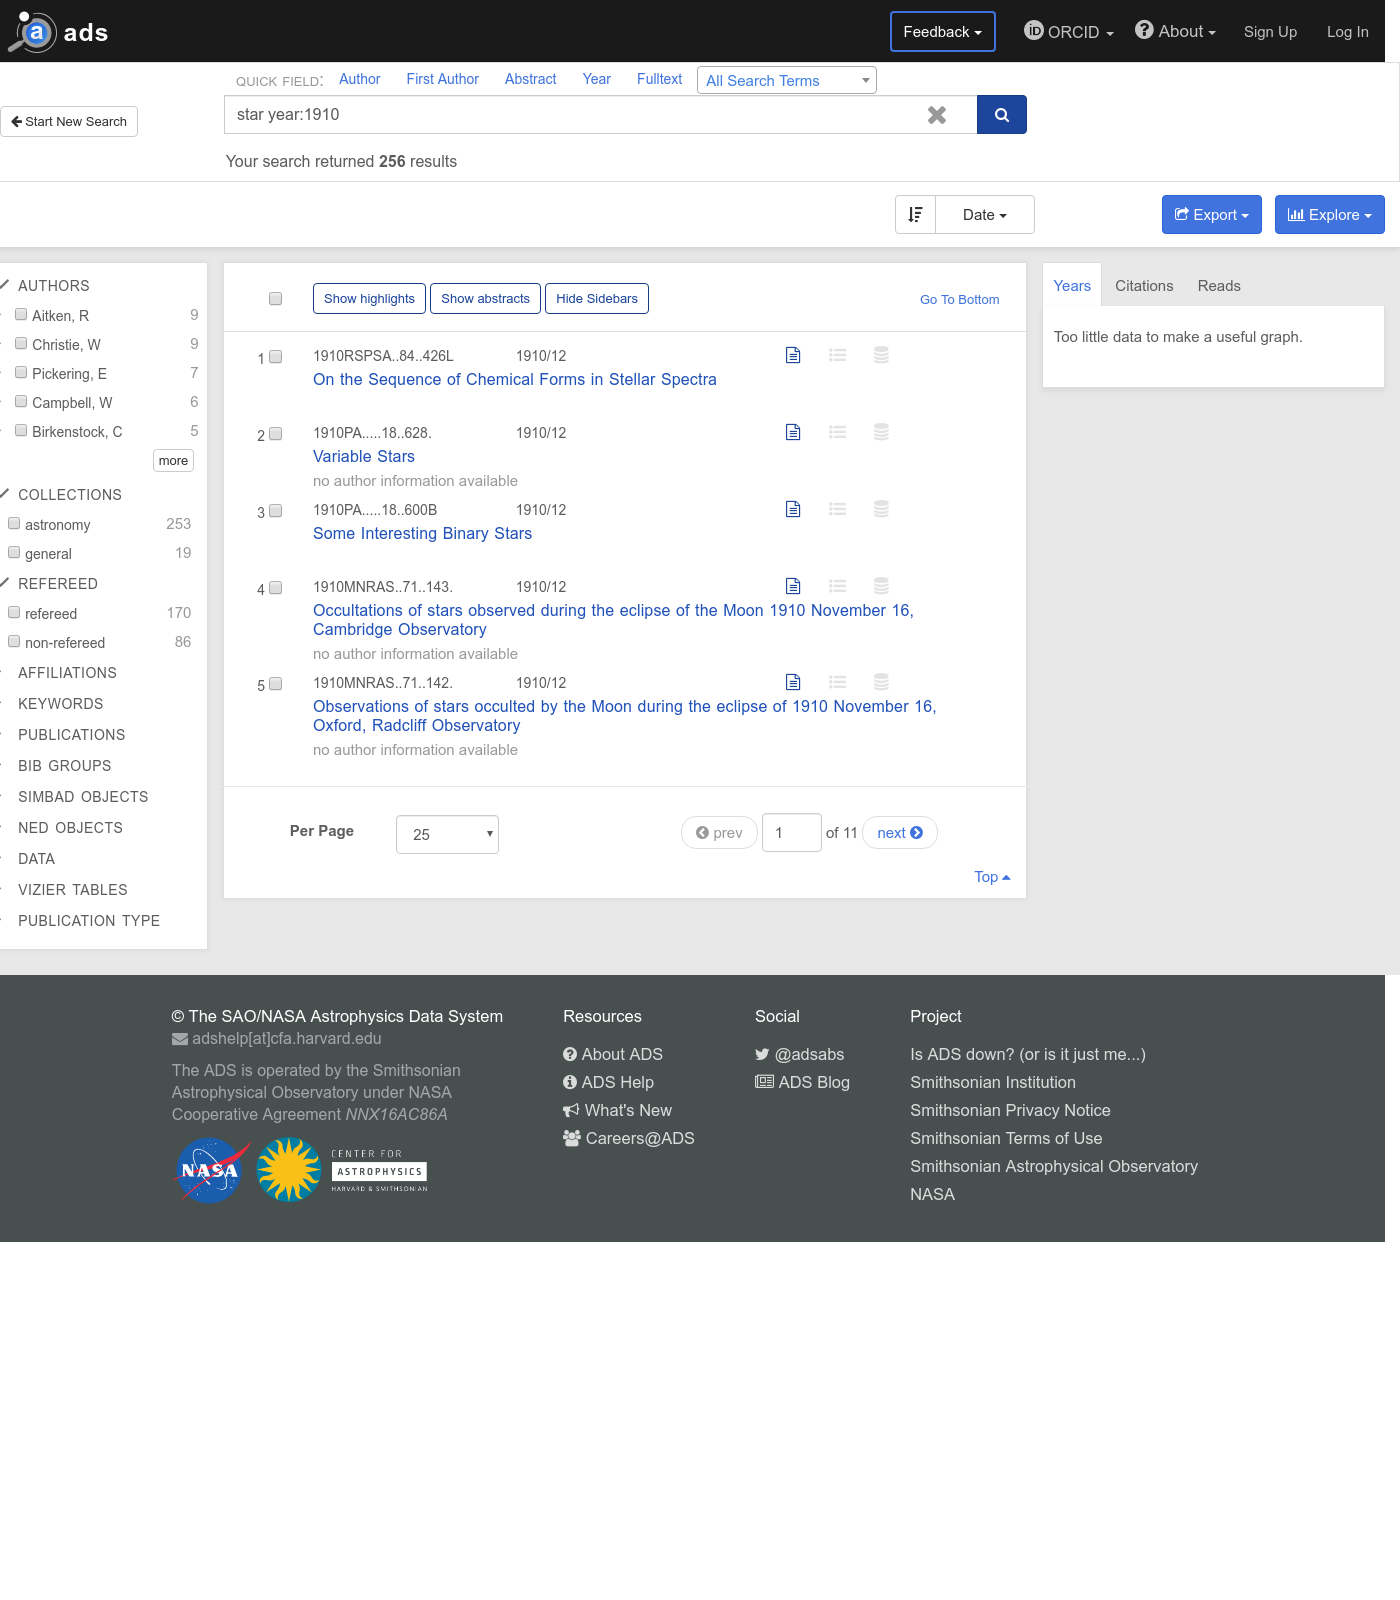 ads
Feedback
ORCID
About
Sign Up
Log In
QUICK FIELD: Author First Author Abstract Year Fulltext All Search Terms
Start New Search
star year:1910
Your search returned 256 results
Date
Export
Explore
AUTHORS
Aitken, R 9
Christie, W 9
Pickering, E 7
Campbell, W 6
Birkenstock, C 5
more
COLLECTIONS
astronomy 253
general 19
REFEREED
refereed 170
non-refereed 86
AFFILIATIONS
KEYWORDS
PUBLICATIONS
BIB GROUPS
SIMBAD OBJECTS
NED OBJECTS
DATA
VIZIER TABLES
PUBLICATION TYPE
Show highlights Show abstracts Hide Sidebars Go To Bottom
1 1910RSPSA..84..426L 1910/12
On the Sequence of Chemical Forms in Stellar Spectra
2 1910PA.....18..628. 1910/12
Variable Stars
no author information available
3 1910PA.....18..600B 1910/12
Some Interesting Binary Stars
4 1910MNRAS..71..143. 1910/12
Occultations of stars observed during the eclipse of the Moon 1910 November 16,
Cambridge Observatory
no author information available
5 1910MNRAS..71..142. 1910/12
Observations of stars occulted by the Moon during the eclipse of 1910 November 16,
Oxford, Radcliff Observatory
no author information available
Per Page 25 prev 1 of 11 next
Top
Years Citations Reads
Too little data to make a useful graph.
© The SAO/NASA Astrophysics Data System
adshelp[at]cfa.harvard.edu
The ADS is operated by the Smithsonian
Astrophysical Observatory under NASA
Cooperative Agreement NNX16AC86A
NASA
CENTER FOR
ASTROPHYSICS
HARVARD & SMITHSONIAN
Resources
About ADS
ADS Help
What's New
Careers@ADS
Social
@adsabs
ADS Blog
Project
Is ADS down? (or is it just me...)
Smithsonian Institution
Smithsonian Privacy Notice
Smithsonian Terms of Use
Smithsonian Astrophysical Observatory
NASA